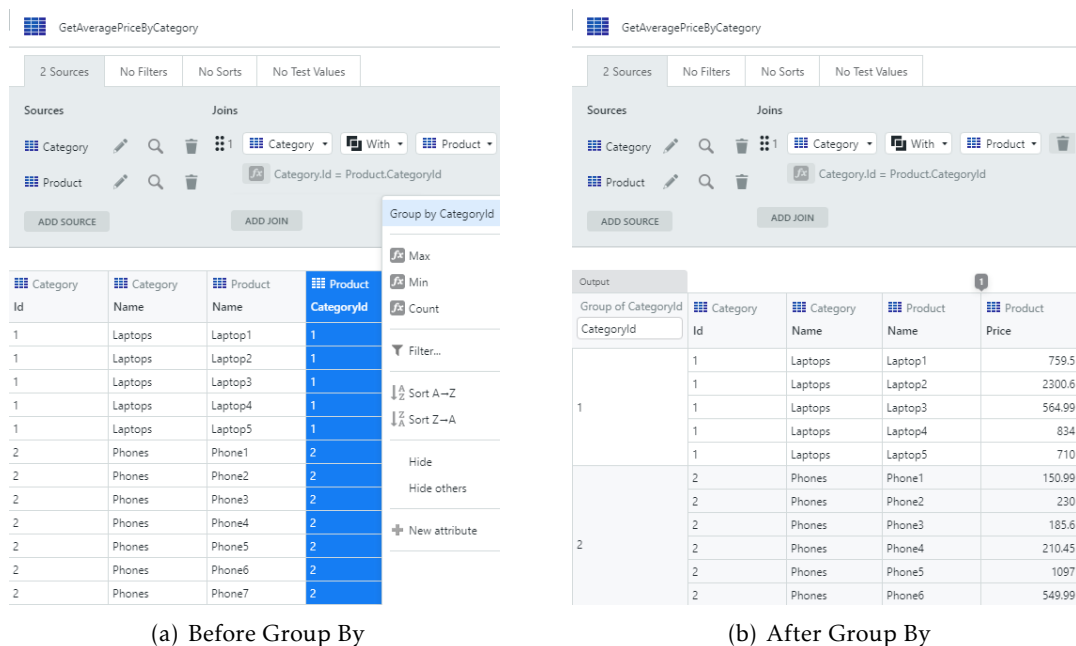 GetAveragePriceByCategory
2 Sources No Filters No Sorts No Test Values
Sources Joins
Category 1 Category With Product
fx Category.Id = Product.CategoryId
Product
ADD SOURCE ADD JOIN
Group by CategoryId
fx Max
fx Min
fx Count
Filter...
A Z Sort A→Z
Z A Sort Z→A
Hide
Hide others
New attribute
Category Category Product Product
Id Name Name CategoryId
1 Laptops Laptop1 1
1 Laptops Laptop2 1
1 Laptops Laptop3 1
1 Laptops Laptop4 1
1 Laptops Laptop5 1
2 Phones Phone1 2
2 Phones Phone2 2
2 Phones Phone3 2
2 Phones Phone4 2
2 Phones Phone5 2
2 Phones Phone6 2
2 Phones Phone7 2
(a) Before Group By
GetAveragePriceByCategory
2 Sources No Filters No Sorts No Test Values
Sources Joins
Category 1 Category With Product
fx Category.Id = Product.CategoryId
Product
ADD SOURCE ADD JOIN
Output 1
Group of CategoryId Category Category Product Product
CategoryId Id Name Name Price
1 Laptops Laptop1 759.5
1 Laptops Laptop2 2300.6
1 1 Laptops Laptop3 564.99
1 Laptops Laptop4 834
1 Laptops Laptop5 710
2 Phones Phone1 150.99
2 Phones Phone2 230
2 Phones Phone3 185.6
2 2 Phones Phone4 210.45
2 Phones Phone5 1097
2 Phones Phone6 549.99
(b) After Group By